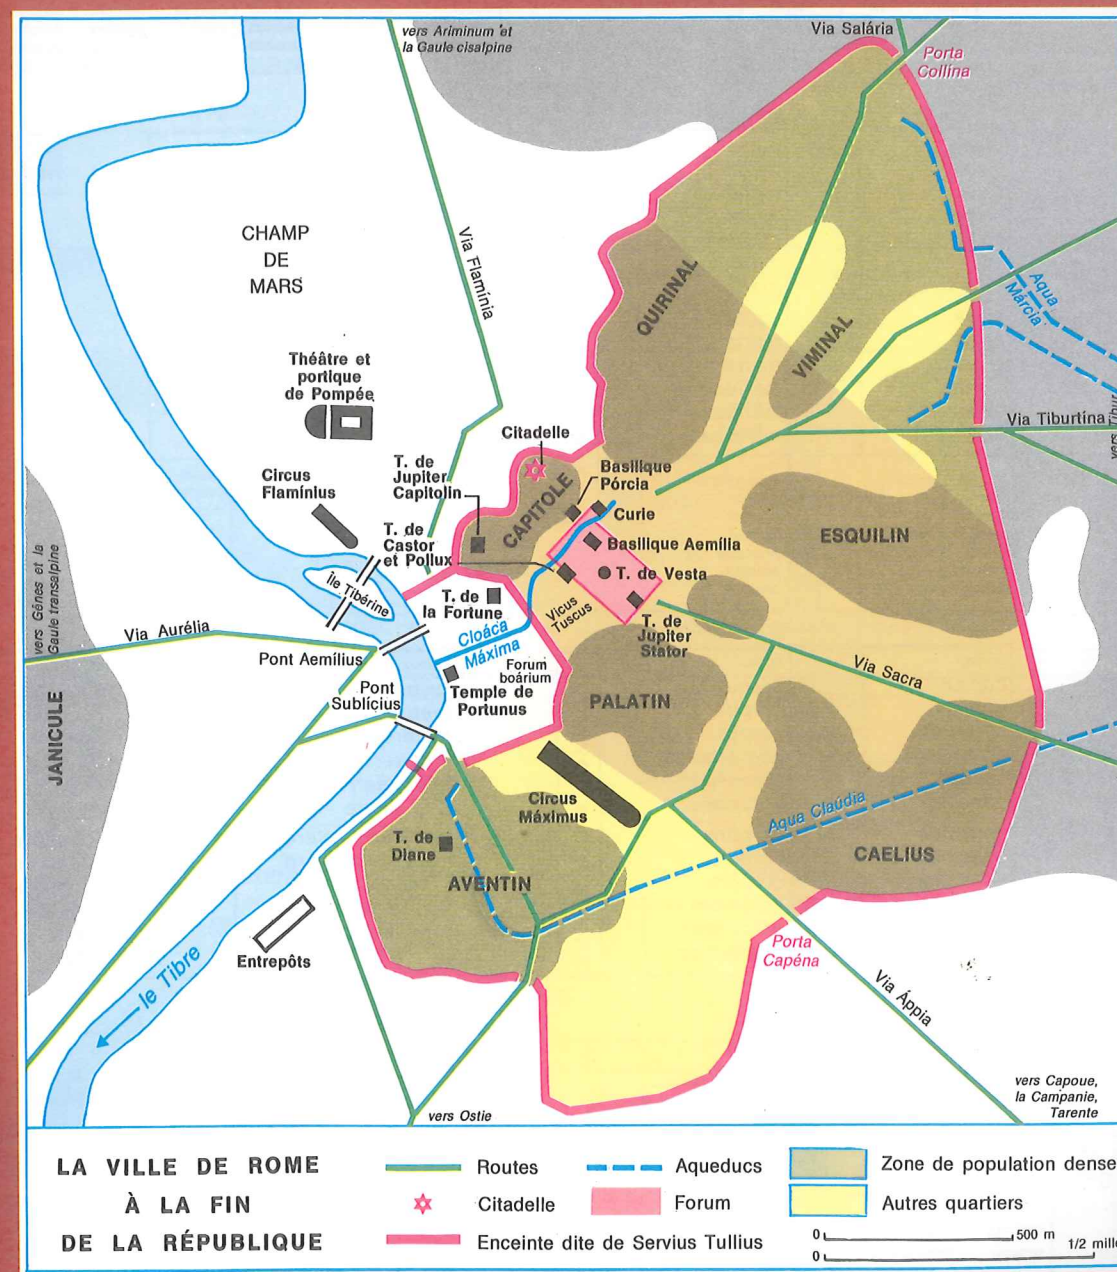 vers Ariminum et
la Gaule cisalpine
Via Salária
Porta
Collína
CHAMP
DE
MARS
Via Flamínia
QUIRINAL
VIMINAL
Aqua
Márcia
Théâtre et
portique
de Pompée
Citadelle
Via Tiburtína
vers Tibur
Circus
Flamínius
T. de
Jupiter
Capitolin
CAPITOLE
Basilique
Pórcia
Curie
T. de
Castor
et Pollux
Basilique Aemília
ESQUILIN
Île Tibérine
T. de Vesta
T. de
la Fortune
Vicus
Tuscus
T. de
Jupiter
Stator
vers Gênes et la
Gaule transalpine
Via Aurélia
Pont Aemílius
Cloáca
Máxima
Forum
boárium
Via Sacra
Pont
Sublícius
Temple de
Portunus
PALATIN
JANICULE
Circus
Máximus
Aqua Claúdia
T. de
Diane
AVENTIN
CAELIUS
Entrepôts
Porta
Capéna
le Tibre
Via Áppia
vers Ostie
vers Capoue,
la Campanie,
Tarente
LA VILLE DE ROME
À LA FIN
DE LA RÉPUBLIQUE
Routes
Aqueducs
Zone de population dense
Citadelle
Forum
Autres quartiers
Enceinte dite de Servius Tullius
0 500 m
0 1/2 mille